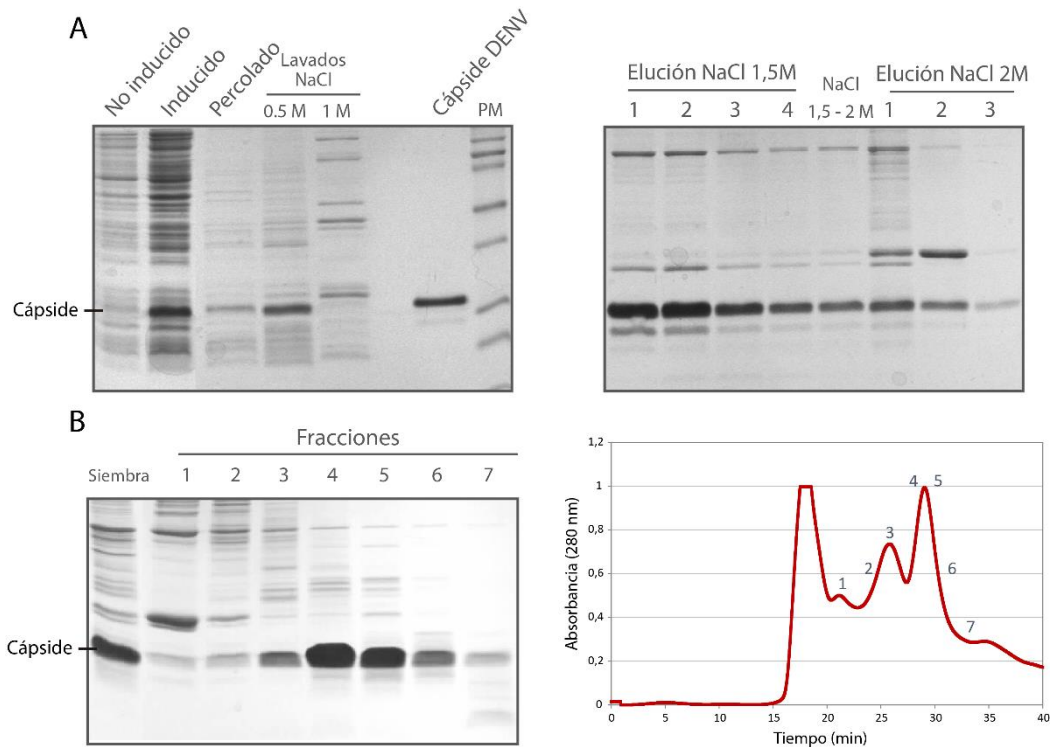 A
No inducido
Inducido
Percolado
Lavados
NaCl
0.5 M 1 M
Cápside DENV
PM
Cápside
Elución NaCl 1,5M
NaCl
1,5 - 2 M
Elución NaCl 2M
1 2 3 4 1 2 3
B
Fracciones
Siembra 1 2 3 4 5 6 7
Cápside
Absorbancia (280 nm)
1,2
1
0,8
0,6
0,4
0,2
0
4 5
3
1
2
6
7
0 5 10 15 20 25 30 35 40
Tiempo (min)